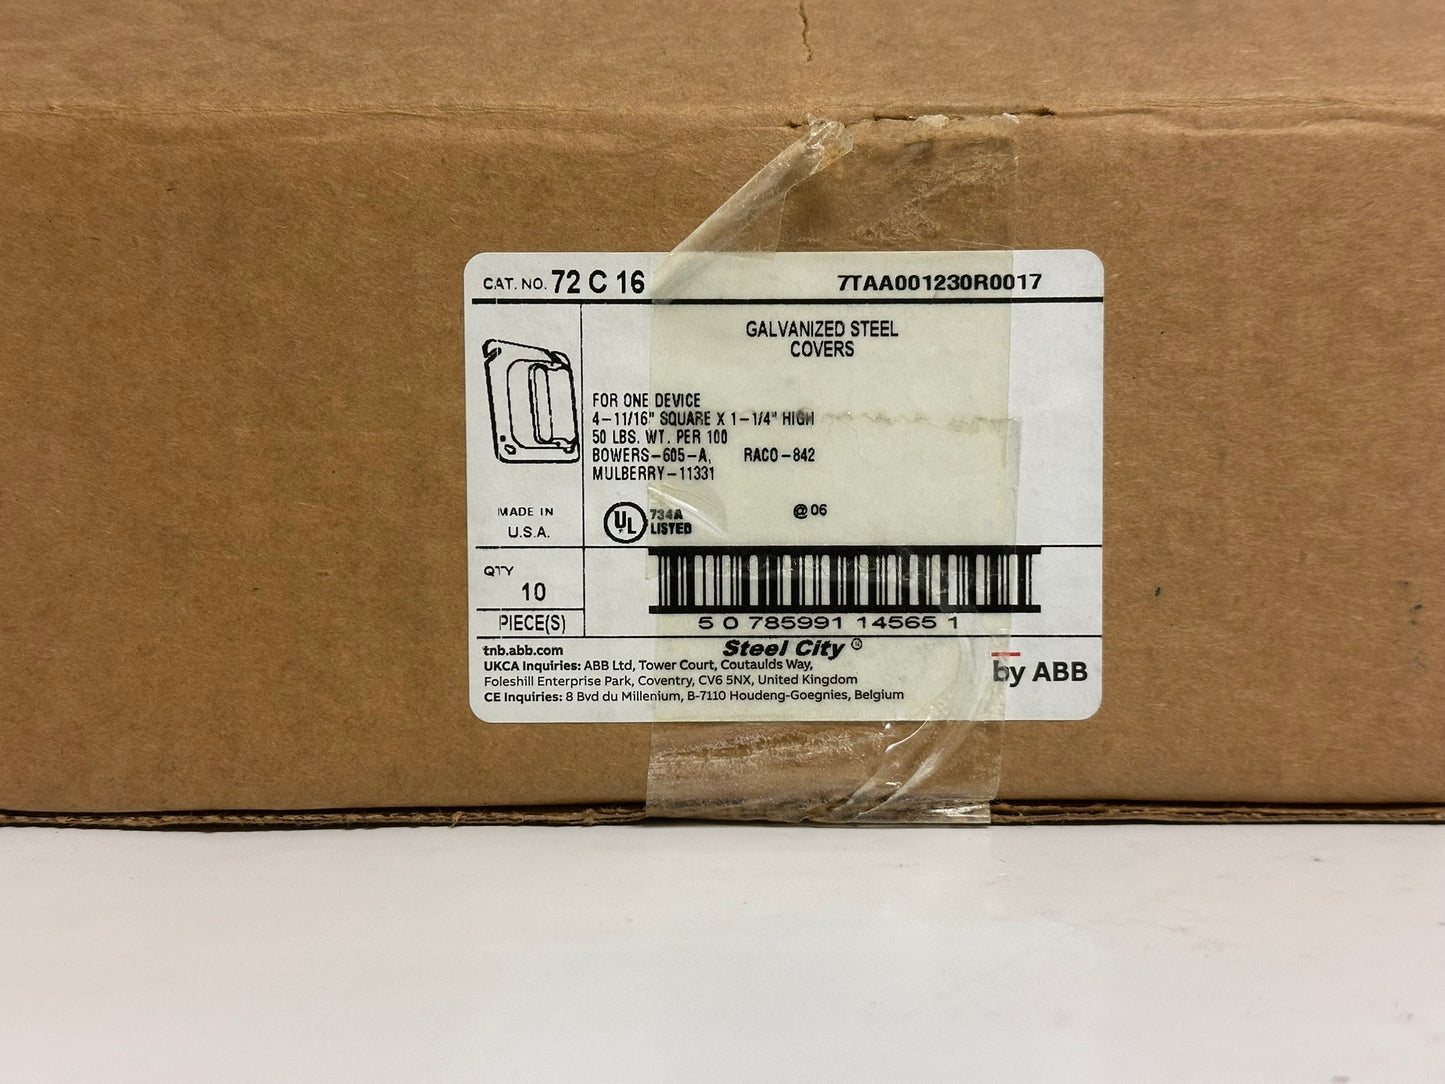 CAT. NO. 72 C 16 7TAA001230R0017
GALVANIZED STEEL
COVERS
FOR ONE DEVICE
4-11/16" SQUARE X 1-1/4" HIGH
50 LBS. WT. PER 100
BOWERS-605-A, RACO-842
MULBERRY-11331
MADE IN
U.S.A.
UL 734A
LISTED
@ 06
QTY
10
PIECE(S)
5 0 785991 14565 1
tnb.abb.com
Steel City ®
UKCA Inquiries: ABB Ltd, Tower Court, Coutaulds Way,
Foleshill Enterprise Park, Coventry, CV6 5NX, United Kingdom
CE Inquiries: 8 Bvd du Millenium, B-7110 Houdeng-Goegnies, Belgium
by ABB